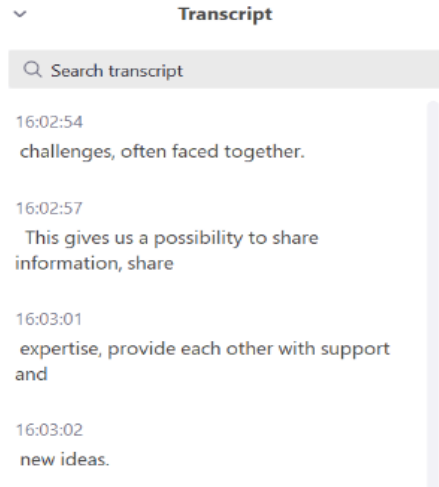 Transcript
Search transcript
16:02:54
challenges, often faced together.
16:02:57
This gives us a possibility to share
information, share
16:03:01
expertise, provide each other with support
and
16:03:02
new ideas.